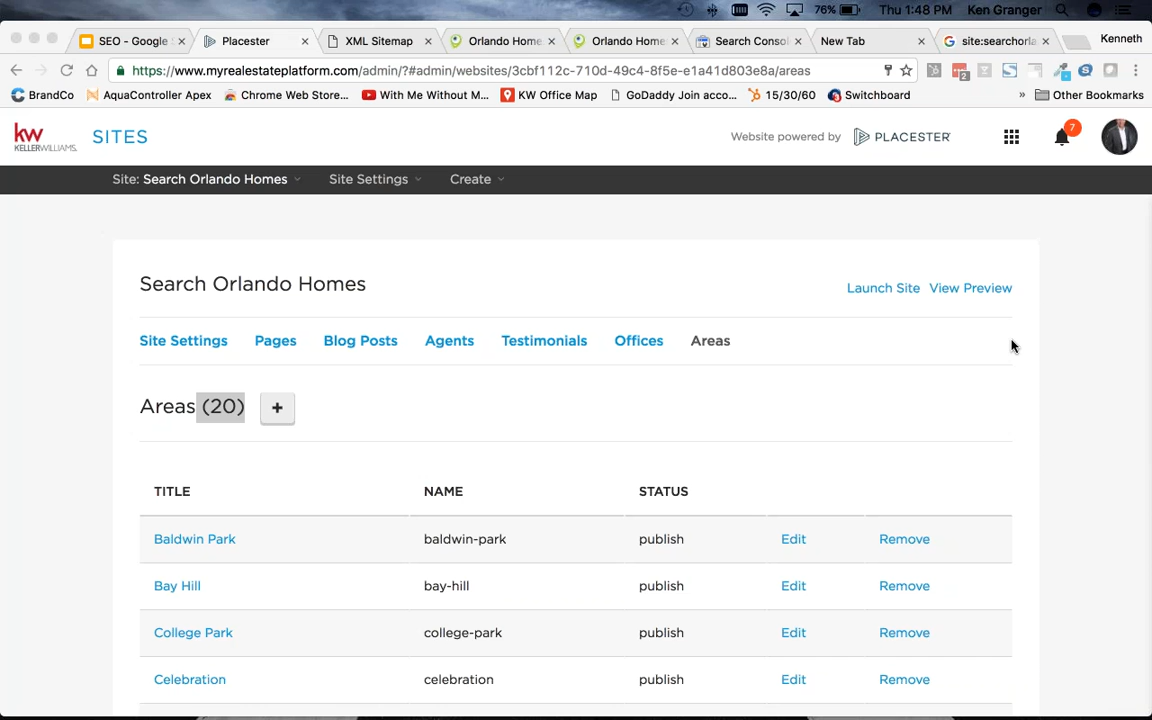 76% Thu 1:48 PM Ken Granger
SEO - Google Placester XML Sitemap Orlando Home Orlando Home Search Conso New Tab site:searchorla Kenneth
https://www.myrealestateplatform.com/admin/?#admin/websites/3cbf112c-710d-49c4-8f5e-e1a41d803e8a/areas
BrandCo AquaController Apex Chrome Web Store... With Me Without M... KW Office Map GoDaddy Join acco... 15/30/60 Switchboard » Other Bookmarks
kw KELLERWILLIAMS. SITES Website powered by PLACESTER 7
Site: Search Orlando Homes Site Settings Create
Search Orlando Homes
Launch Site View Preview
Site Settings Pages Blog Posts Agents Testimonials Offices Areas
Areas (20) +
TITLE NAME STATUS
Baldwin Park baldwin-park publish Edit Remove
Bay Hill bay-hill publish Edit Remove
College Park college-park publish Edit Remove
Celebration celebration publish Edit Remove